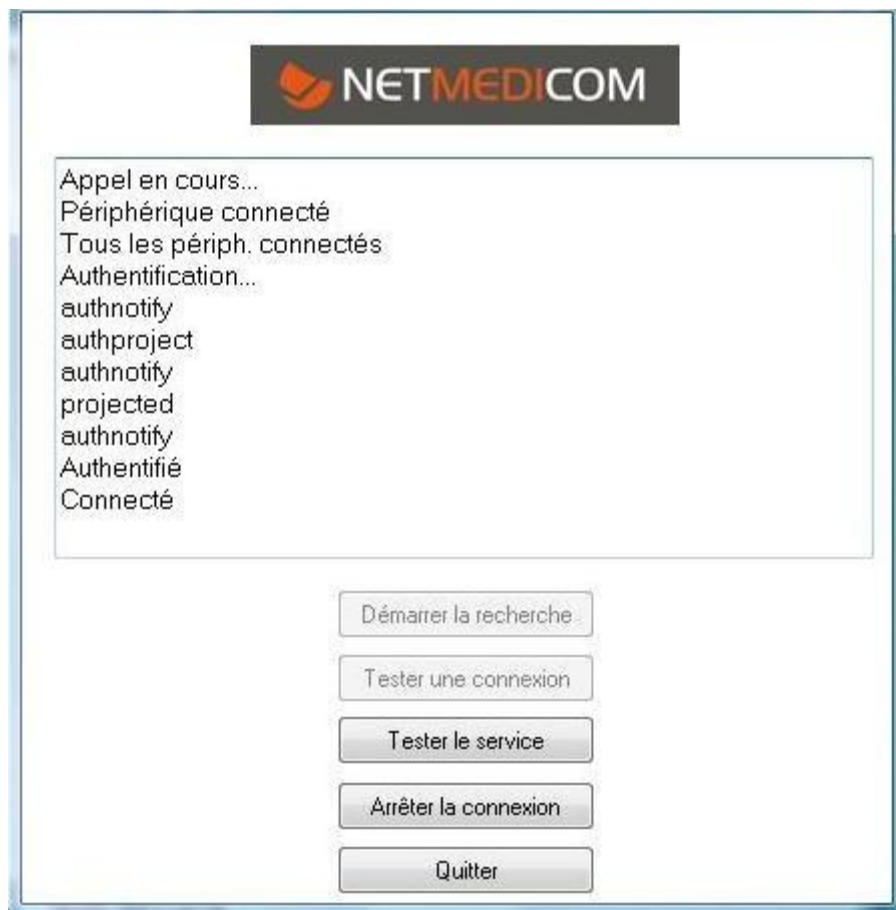 NETMEDICOM
Appel en cours...
Périphérique connecté
Tous les périph. connectés
Authentification...
authnotify
authproject
authnotify
projected
authnotify
Authentifié
Connecté
Démarrer la recherche
Tester une connexion
Tester le service
Arrêter la connexion
Quitter